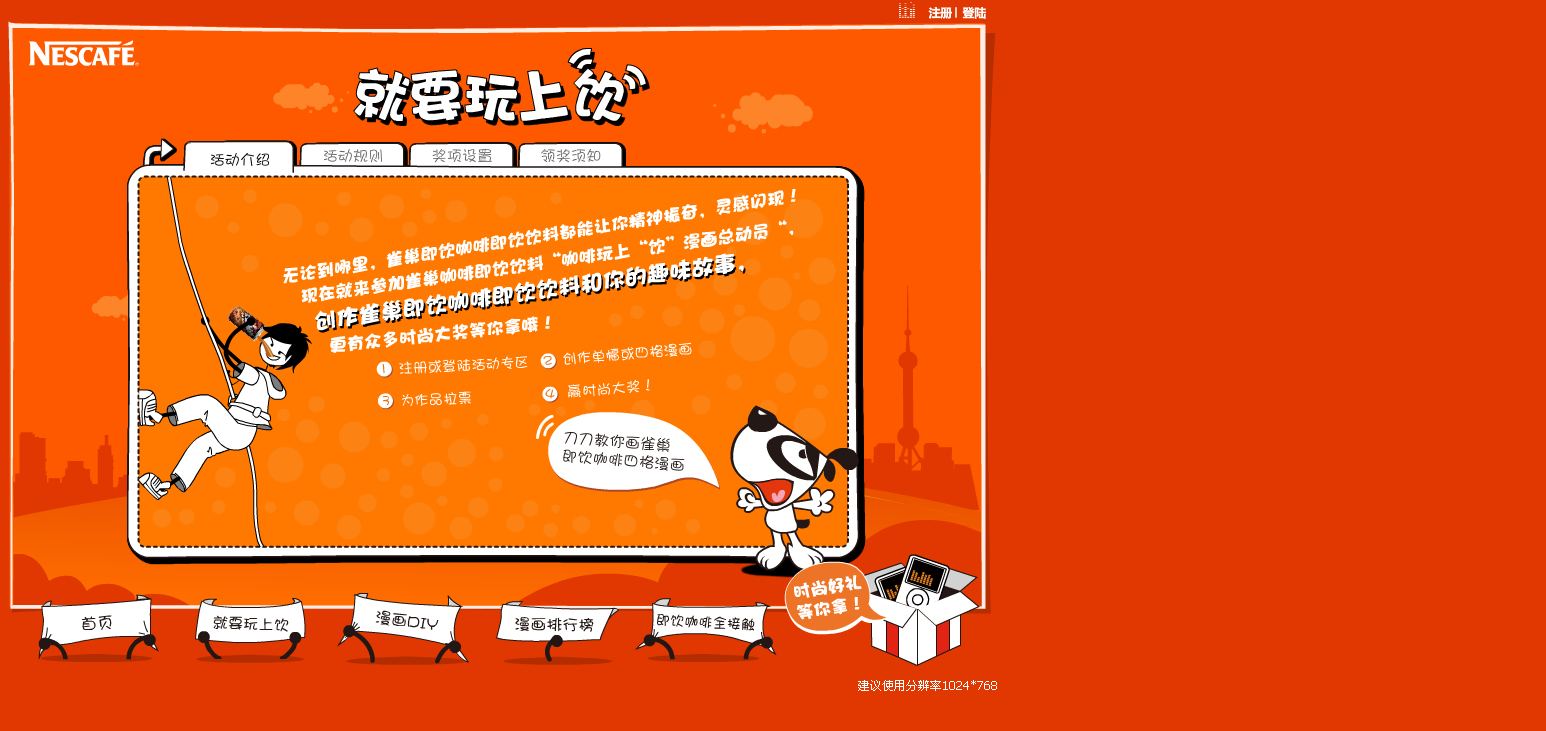 注册 | 登陆
NESCAFÉ
就要玩上饮
活动介绍 活动规则 奖项设置 领奖须知
无论到哪里，雀巢即饮咖啡即饮饮料都能让你精神振奋，灵感闪现！
现在就来参加雀巢咖啡即饮饮料“咖啡玩上“饮”漫画总动员“，
创作雀巢即饮咖啡即饮饮料和你的趣味故事，
更有众多时尚大奖等你拿哦！
1 注册或登陆活动专区 2 创作单幅或四格漫画
3 为作品拉票 4 赢时尚大奖！
刀刀教你画雀巢
即饮咖啡四格漫画
时尚好礼
等你拿！
首页 就要玩上饮 漫画DIY 漫画排行榜 即饮咖啡全接触
建议使用分辨率1024*768